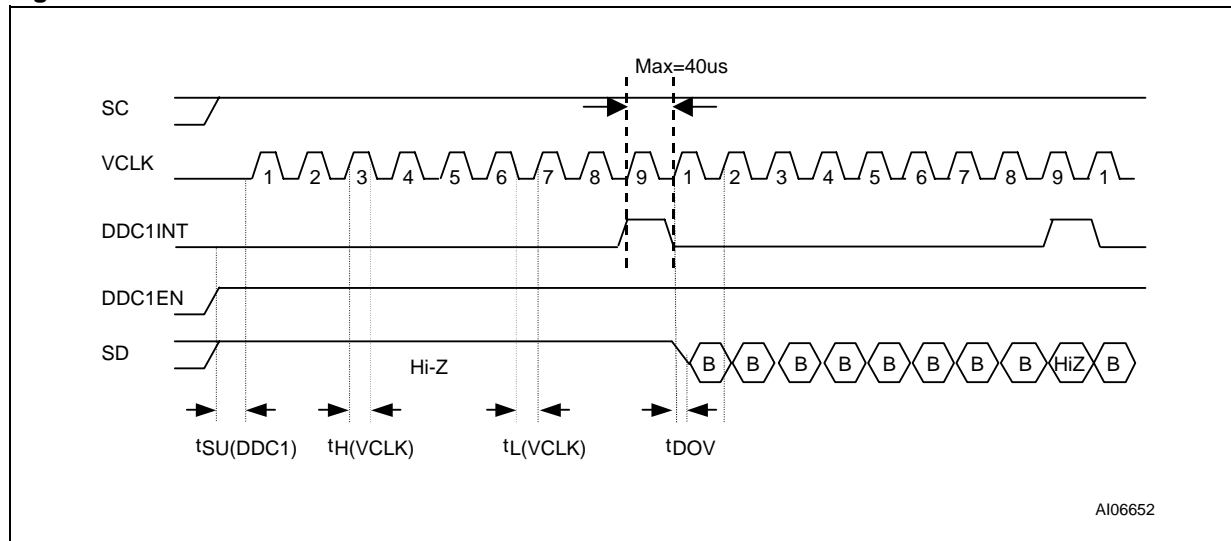 Max=40us
SC
VCLK
1 2 3 4 5 6 7 8 9 1 2 3 4 5 6 7 8 9 1
DDC1INT
DDC1EN
SD
Hi-Z
B B B B B B B B HiZ B
tSU(DDC1) tH(VCLK) tL(VCLK) tDOV
AI06652